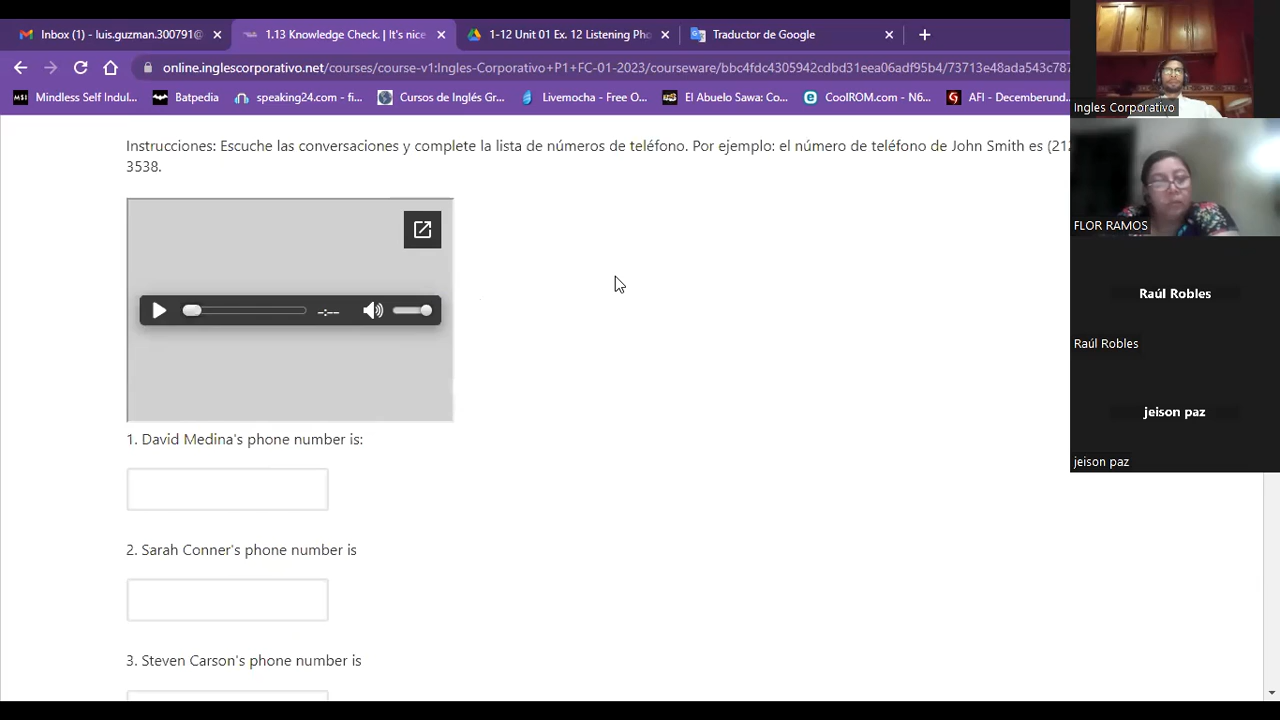 Inbox (1) - luis.guzman.300791@
1.13 Knowledge Check. | It's nice
1-12 Unit 01 Ex. 12 Listening Pho
Traductor de Google
online.inglescorporativo.net/courses/course-v1:Ingles-Corporativo+P1+FC-01-2023/courseware/bbc4fdc4305942cdbd31eea06adf95b4/73713e48ada543c787
Mindless Self Indul...
Batpedia
speaking24.com - fi...
Cursos de Inglés Gr...
Livemocha - Free O...
El Abuelo Sawa: Co...
CoolROM.com - N6...
AFI - Decemberund...
Instrucciones: Escuche las conversaciones y complete la lista de números de teléfono. Por ejemplo: el número de teléfono de John Smith es (212
3538.
-:--
1. David Medina's phone number is:
2. Sarah Conner's phone number is
3. Steven Carson's phone number is
Ingles Corporativo
FLOR RAMOS
Raúl Robles
Raúl Robles
jeison paz
jeison paz